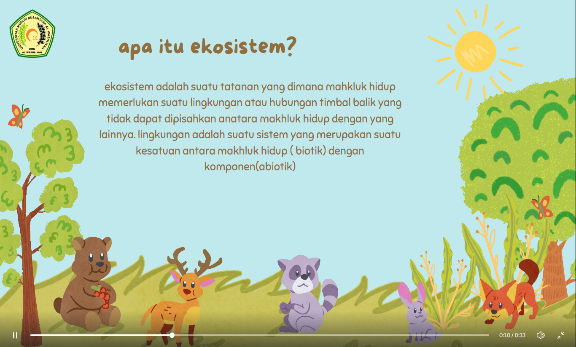 apa itu ekosistem?
ekosistem adalah suatu tatanan yang dimana mahkluk hidup
memerlukan suatu lingkungan atau hubungan timbal balik yang
tidak dapat dipisahkan anatara makhluk hidup dengan yang
lainnya. lingkungan adalah suatu sistem yang merupakan suatu
kesatuan antara makhluk hidup ( biotik) dengan
komponen(abiotik)
0:10 / 0:33